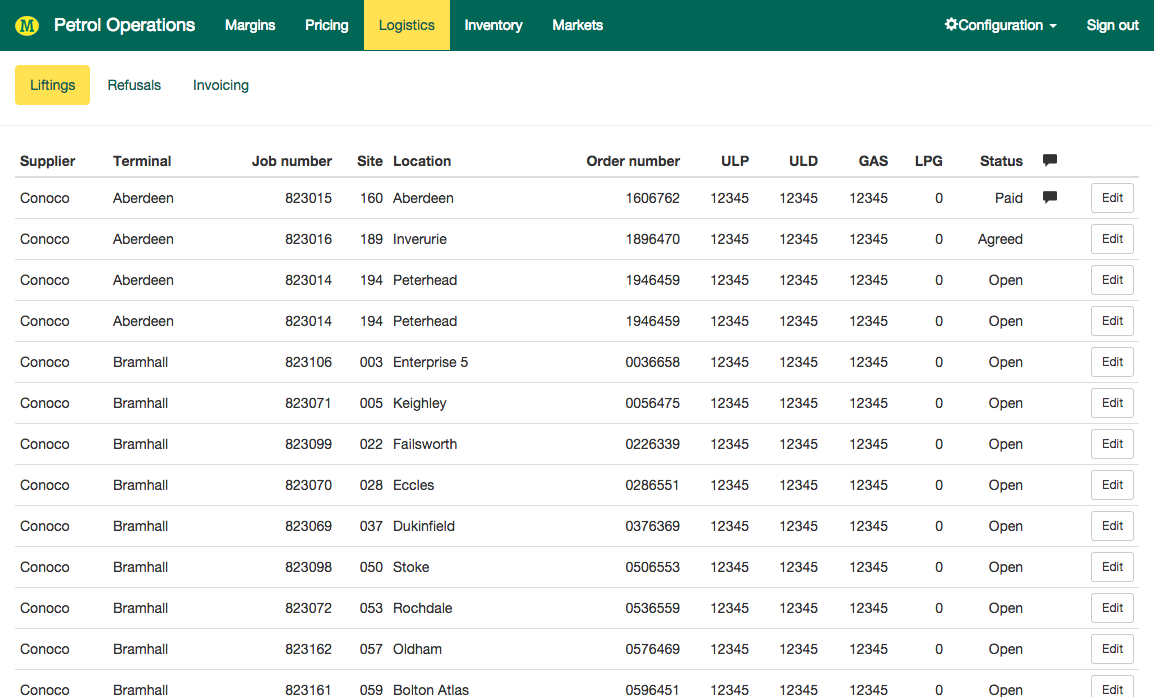 M Petrol Operations Margins Pricing Logistics Inventory Markets Configuration Sign out
Liftings Refusals Invoicing
Supplier Terminal Job number Site Location Order number ULP ULD GAS LPG Status
Conoco Aberdeen 823015 160 Aberdeen 1606762 12345 12345 12345 0 Paid Edit
Conoco Aberdeen 823016 189 Inverurie 1896470 12345 12345 12345 0 Agreed Edit
Conoco Aberdeen 823014 194 Peterhead 1946459 12345 12345 12345 0 Open Edit
Conoco Aberdeen 823014 194 Peterhead 1946459 12345 12345 12345 0 Open Edit
Conoco Bramhall 823106 003 Enterprise 5 0036658 12345 12345 12345 0 Open Edit
Conoco Bramhall 823071 005 Keighley 0056475 12345 12345 12345 0 Open Edit
Conoco Bramhall 823099 022 Failsworth 0226339 12345 12345 12345 0 Open Edit
Conoco Bramhall 823070 028 Eccles 0286551 12345 12345 12345 0 Open Edit
Conoco Bramhall 823069 037 Dukinfield 0376369 12345 12345 12345 0 Open Edit
Conoco Bramhall 823098 050 Stoke 0506553 12345 12345 12345 0 Open Edit
Conoco Bramhall 823072 053 Rochdale 0536559 12345 12345 12345 0 Open Edit
Conoco Bramhall 823162 057 Oldham 0576469 12345 12345 12345 0 Open Edit
Conoco Bramhall 823161 059 Bolton Atlas 0596451 12345 12345 12345 0 Open Edit